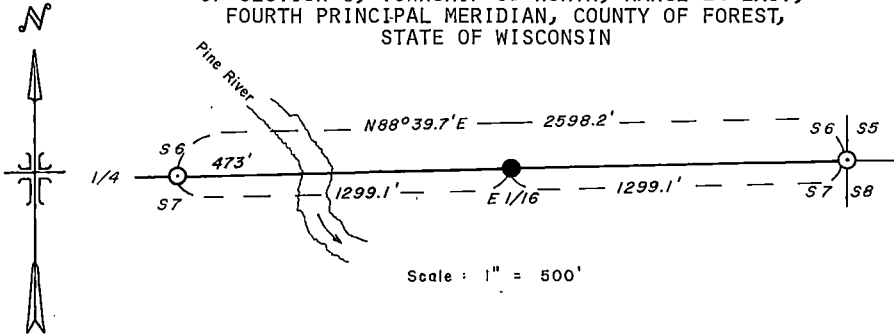 FOURTH PRINCIPAL MERIDIAN, COUNTY OF FOREST,
STATE OF WISCONSIN
N
Pine River
N88°39.7'E 2598.2'
S6
S6 S5
473'
1/4
S7
1299.1'
E 1/16
1299.1'
S7 S8
Scale : 1" = 500'